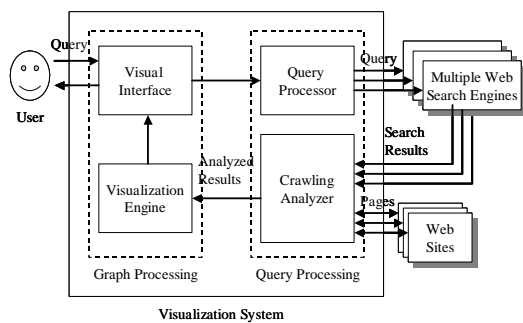 Query
Visual
Interface
Query
Processor
Query
Multiple Web
Search Engines
User
Search
Results
Analyzed
Results
Visualization
Engine
Crawling
Analyzer
Pages
Web
Sites
Graph Processing
Query Processing
Visualization System